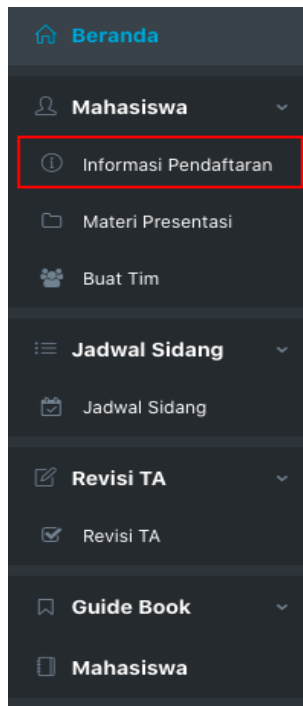 Beranda
Mahasiswa
Informasi Pendaftaran
Materi Presentasi
Buat Tim
Jadwal Sidang
Jadwal Sidang
Revisi TA
Revisi TA
Guide Book
Mahasiswa